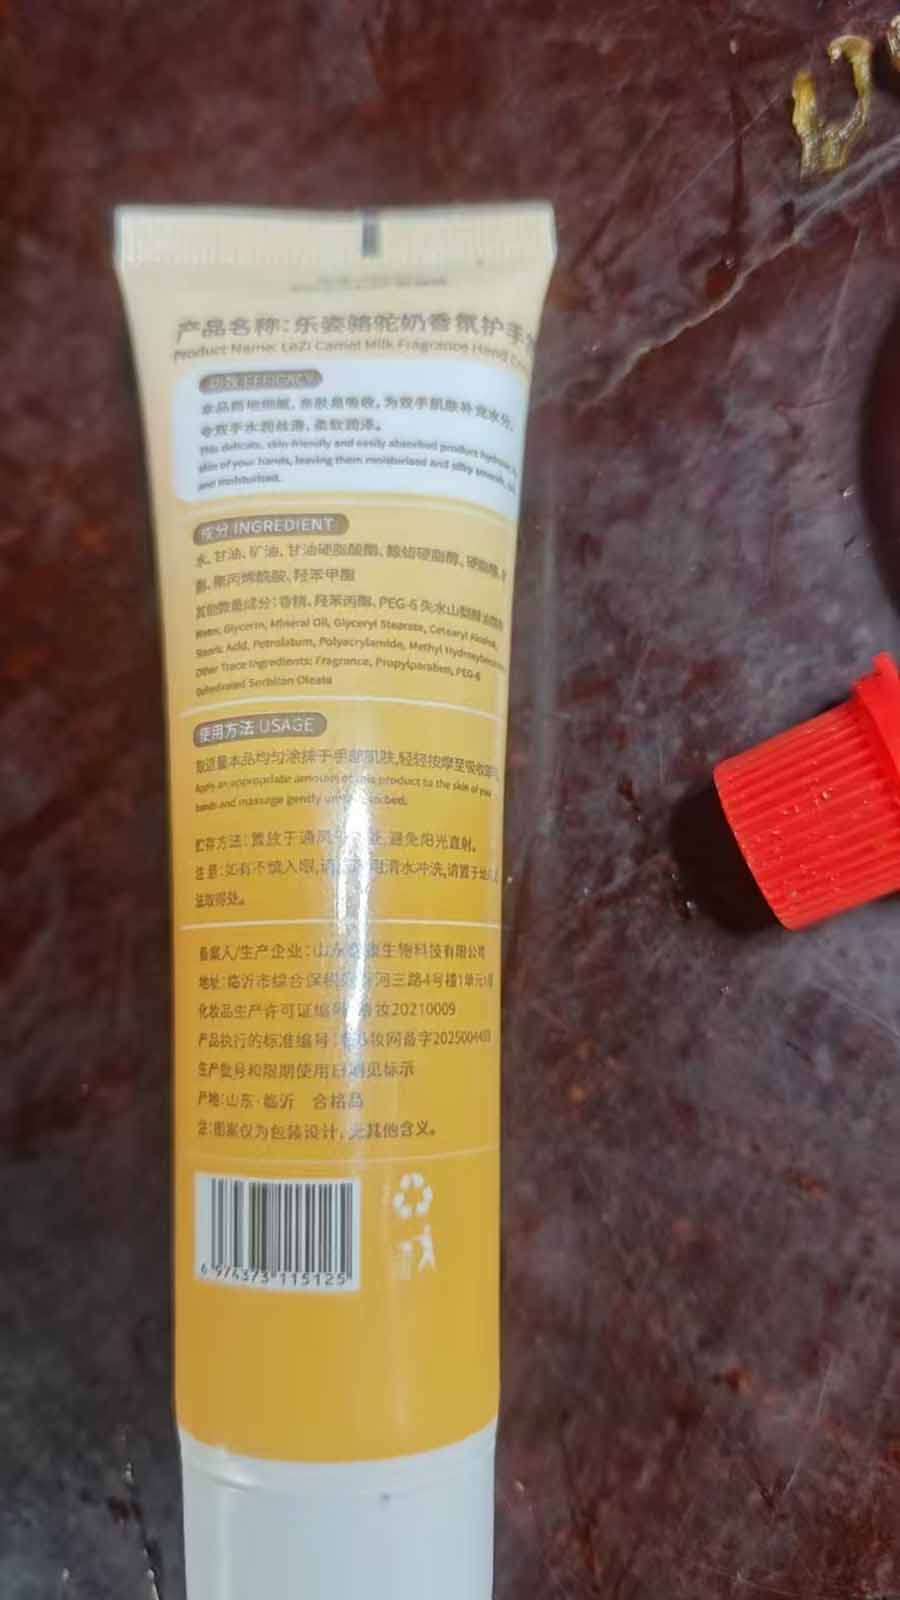 产品名称:乐姿骆驼奶香氛护手
Product Name: LeZi Camel Milk Fragrance Hand
功效 EFFICACY
本品质地细腻,亲肤易吸收,为双手肌肤补充水分,
令双手水润丝滑,柔软润泽。
This delicate, skin-friendly and easily absorbed product
skin of your hands, leaving them moisturised and silky smooth,
and moisturised.
成分 INGREDIENT
水、甘油、矿油、甘油硬脂酸酯、鲸蜡硬脂醇、硬脂酸、
聚丙烯酰胺、羟苯甲酯
其他微量成分:香精、羟苯丙酯、PEG-6 失水山梨醇油酸酯
Water, Glycerin, Mineral Oil, Glyceryl Stearate, Cetearyl Alcohol,
Stearic Acid, Petrolatum, Polyacrylamide, Methyl
Other Trace Ingredients: Fragrance, Propylparaben, PEG-6
Dehydrated Sorbitan Oleate
使用方法 USAGE
取适量本品均匀涂抹于手部肌肤,轻轻按摩至吸收
Apply an appropriate amount of this product to the skin of your
hands and massage gently until absorbed.
贮存方法:置放于通风 避免阳光直射。
注意:如有不慎入眼,请 用清水冲洗,请置于
备案人/生产企业:山东 生物科技有限公司
地址:临沂市综合保税 河三路4号楼1单元
化妆品生产许可证编号: 妆20210009
产品执行的标准编号: 妆网备字2025004
生产批号和限期使用日期见标示
产地:山东·临沂 合格品
注:图案仅为包装设计,无其他含义。
6 974373 115125